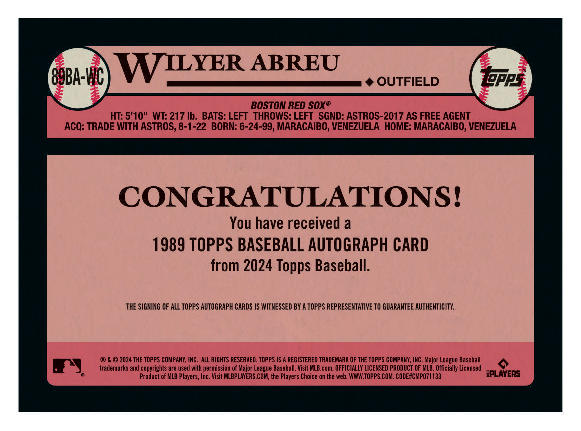 89BA-WC
WILYER ABREU
OUTFIELD
Topps
BOSTON RED SOX®
HT: 5'10" WT: 217 lb. BATS: LEFT THROWS: LEFT SGND: ASTROS-2017 AS FREE AGENT
ACQ: TRADE WITH ASTROS, 8-1-22 BORN: 6-24-99, MARACAIBO, VENEZUELA HOME: MARACAIBO, VENEZUELA
CONGRATULATIONS!
You have received a
1989 TOPPS BASEBALL AUTOGRAPH CARD
from 2024 Topps Baseball.
THE SIGNING OF ALL TOPPS AUTOGRAPH CARDS IS WITNESSED BY A TOPPS REPRESENTATIVE TO GUARANTEE AUTHENTICITY.
® & © 2024 THE TOPPS COMPANY, INC. ALL RIGHTS RESERVED. TOPPS IS A REGISTERED TRADEMARK OF THE TOPPS COMPANY, INC. Major League Baseball
trademarks and copyrights are used with permission of Major League Baseball. Visit MLB.com. OFFICIALLY LICENSED PRODUCT OF MLB. Officially Licensed
Product of MLB Players, Inc. Visit MLBPLAYERS.COM, the Players Choice on the web. WWW.TOPPS.COM. CODE#CMP071133
PLAYERS